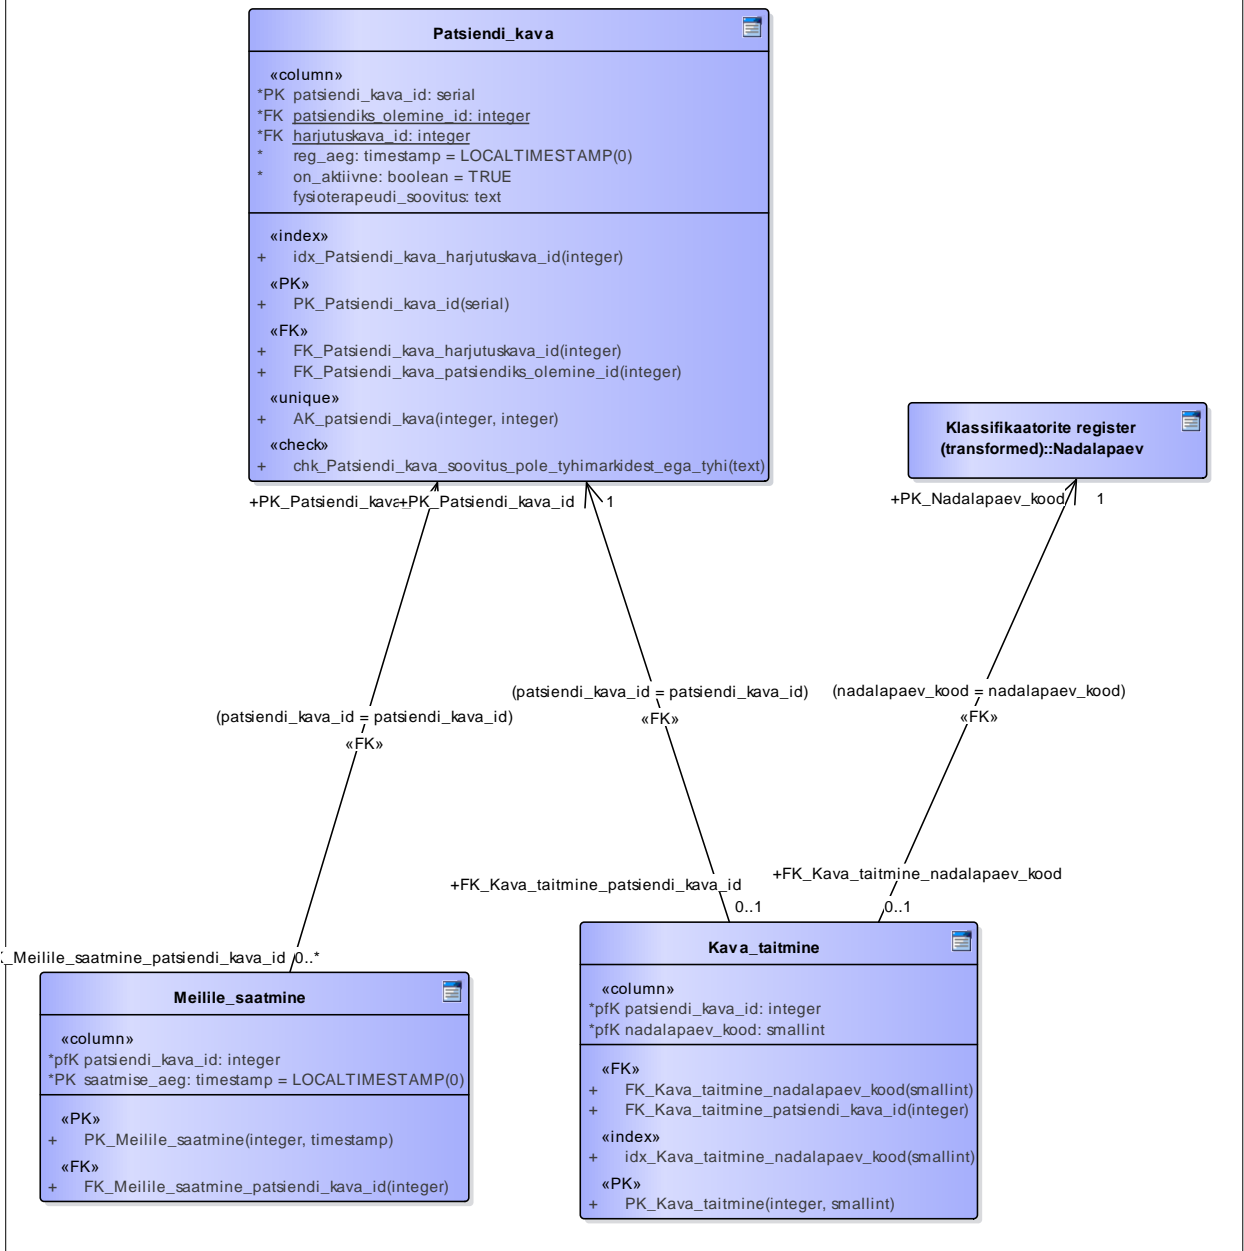 Patsiendi_kava
«column»
*PK patsiendi_kava_id: serial
*FK patsiendiks_olemine_id: integer
*FK harjutuskava_id: integer
* reg_aeg: timestamp = LOCALTIMESTAMP(0)
* on_aktiivne: boolean = TRUE
fysioterapeudi_soovitus: text
«index»
+ idx_Patsiendi_kava_harjutuskava_id(integer)
«PK»
+ PK_Patsiendi_kava_id(serial)
«FK»
+ FK_Patsiendi_kava_harjutuskava_id(integer)
+ FK_Patsiendi_kava_patsiendiks_olemine_id(integer)
«unique»
+ AK_patsiendi_kava(integer, integer)
«check»
+ chk_Patsiendi_kava_soovitus_pole_tyhimarkidest_ega_tyhi(text)
Klassifikaatorite register
(transformed)::Nadalapaev
+PK_Patsiendi_kava
+PK_Patsiendi_kava_id 1
+PK_Nadalapaev_kood 1
(patsiendi_kava_id = patsiendi_kava_id)
«FK»
(patsiendi_kava_id = patsiendi_kava_id)
«FK»
(nadalapaev_kood = nadalapaev_kood)
«FK»
+FK_Kava_taitmine_patsiendi_kava_id
0..1
+FK_Kava_taitmine_nadalapaev_kood
0..1
_Meilile_saatmine_patsiendi_kava_id 0..*
Meilile_saatmine
«column»
*pfK patsiendi_kava_id: integer
*PK saatmise_aeg: timestamp = LOCALTIMESTAMP(0)
«PK»
+ PK_Meilile_saatmine(integer, timestamp)
«FK»
+ FK_Meilile_saatmine_patsiendi_kava_id(integer)
Kava_taitmine
«column»
*pfK patsiendi_kava_id: integer
*pfK nadalapaev_kood: smallint
«FK»
+ FK_Kava_taitmine_nadalapaev_kood(smallint)
+ FK_Kava_taitmine_patsiendi_kava_id(integer)
«index»
+ idx_Kava_taitmine_nadalapaev_kood(smallint)
«PK»
+ PK_Kava_taitmine(integer, smallint)